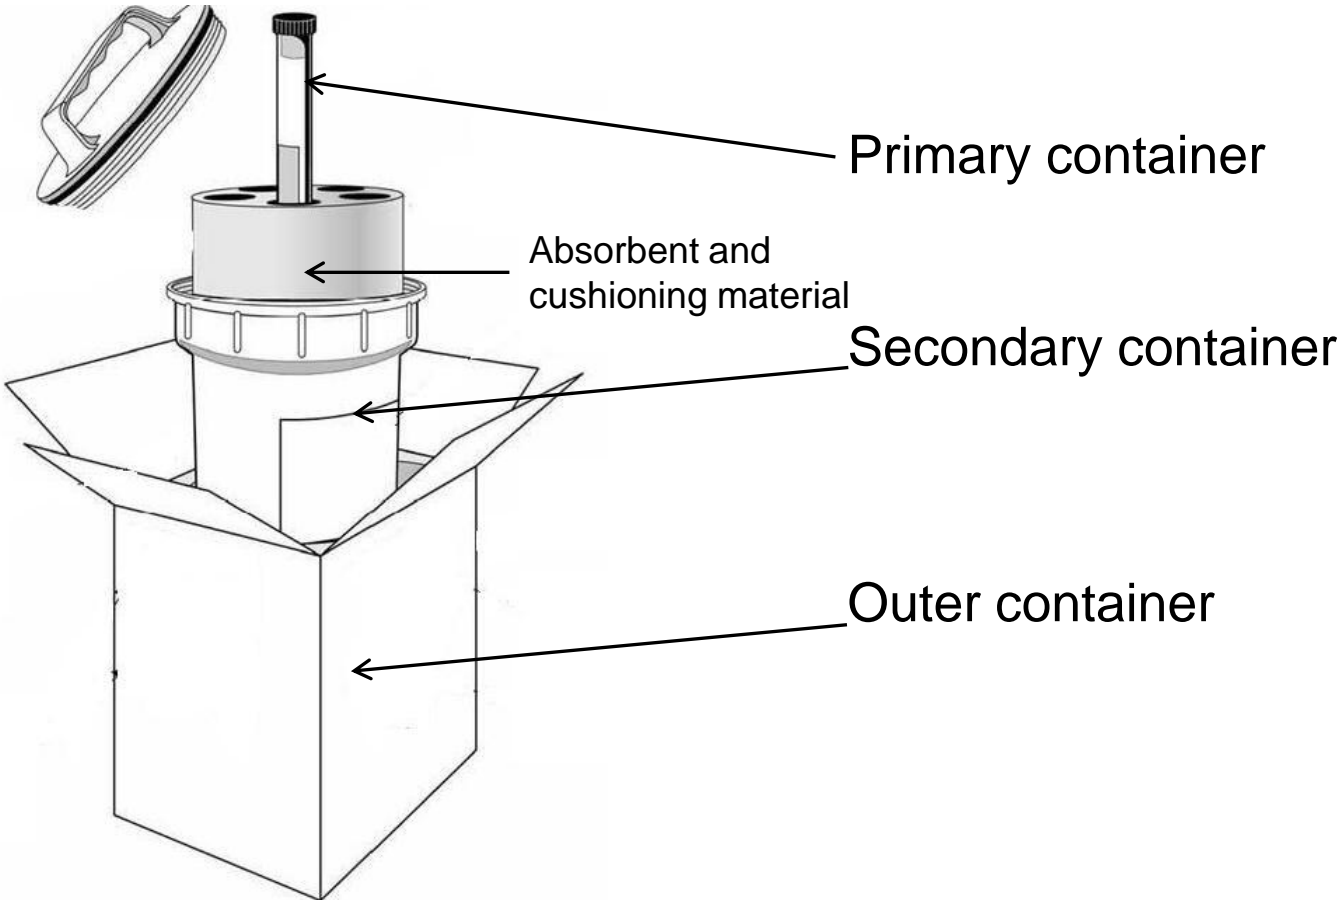 Primary container
Absorbent and
cushioning material
Secondary container
Outer container